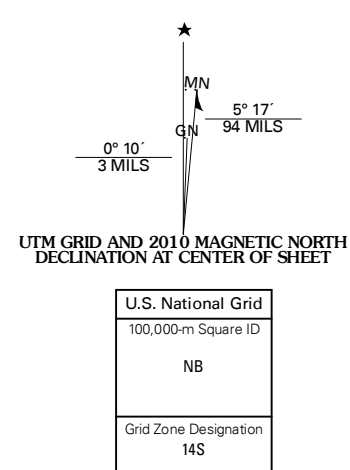 MN
5° 17´
94 MILS
GN
0° 10´
3 MILS
UTM GRID AND 2010 MAGNETIC NORTH
DECLINATION AT CENTER OF SHEET
U.S. National Grid
100,000-m Square ID
NB
Grid Zone Designation
14S